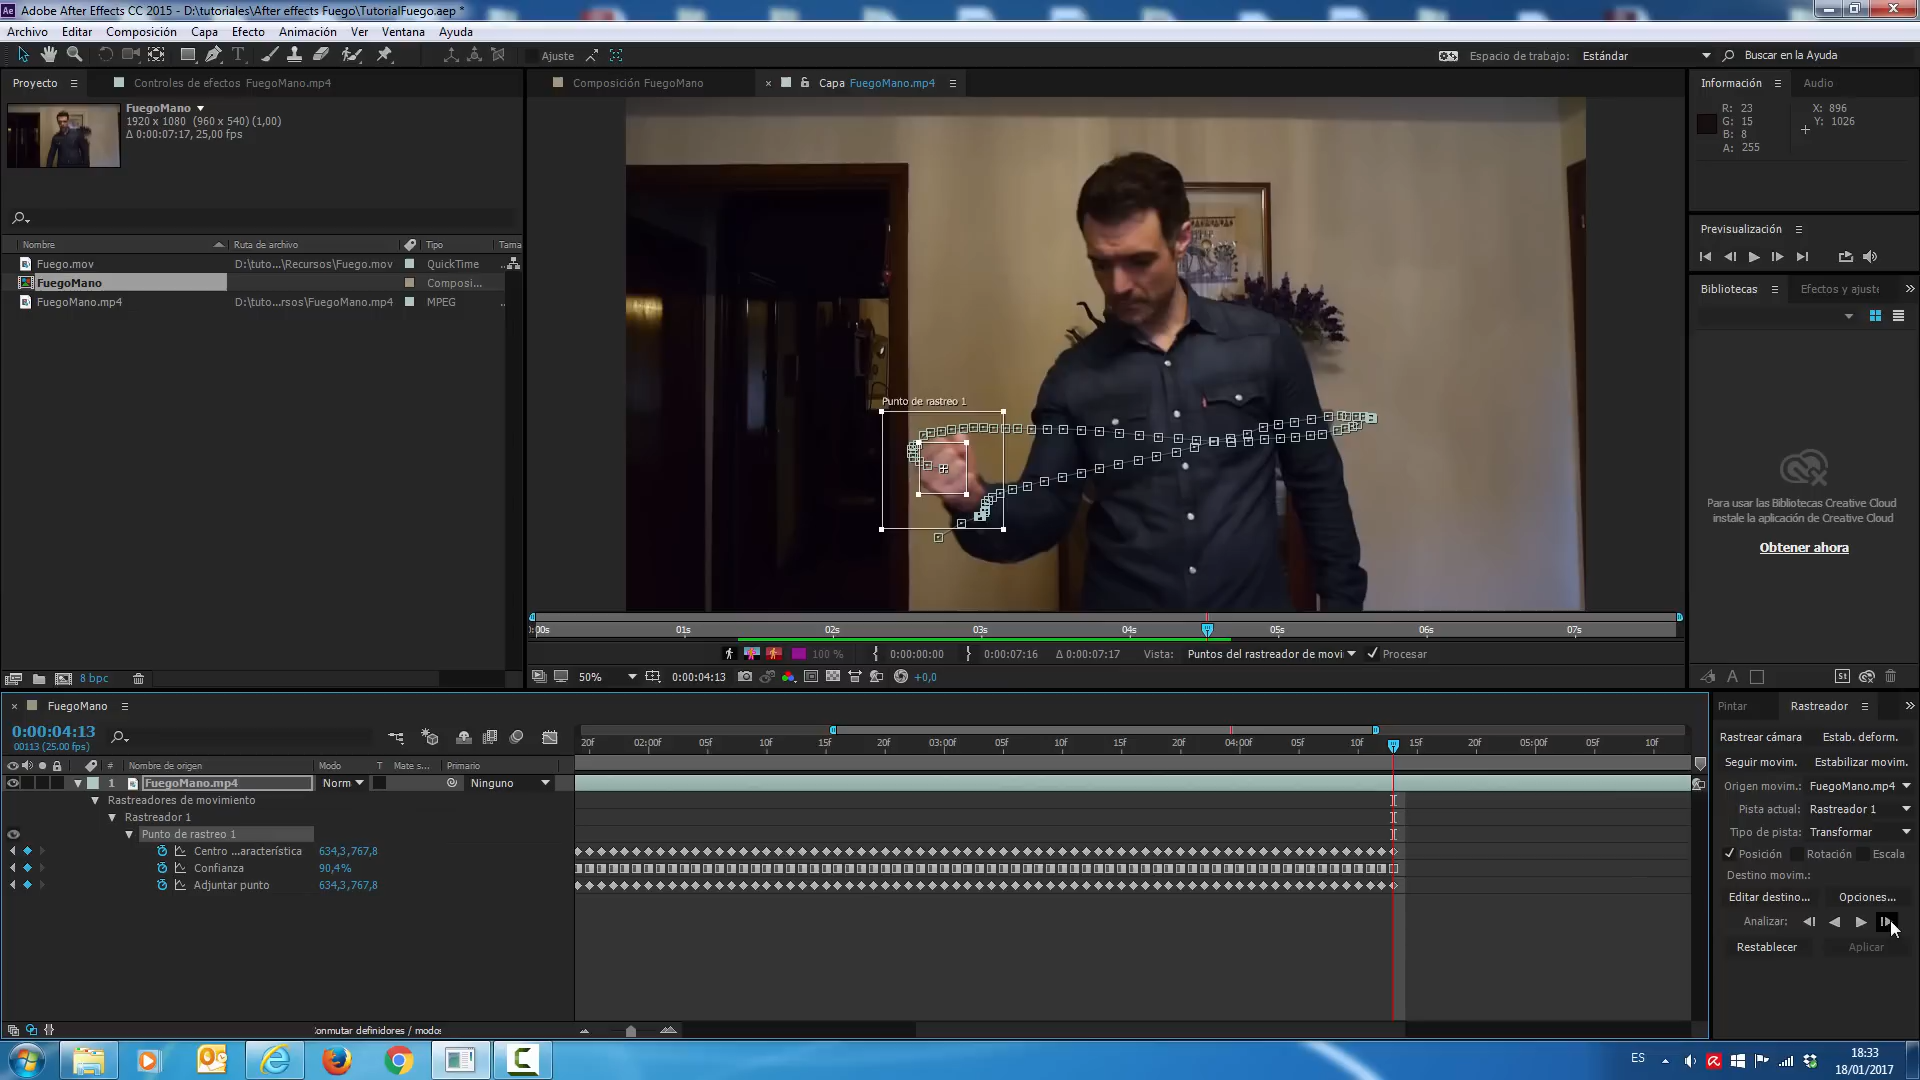 Adobe After Effects CC 2015 - D:\tutoriales\After effects Fuego\TutorialFuego.aep *
Archivo Editar Composición Capa Efecto Animación Ver Ventana Ayuda
Ajuste
Espacio de trabajo: Estándar
Buscar en la Ayuda
Proyecto
Controles de efectos FuegoMano.mp4
Composición FuegoMano
Capa FuegoMano.mp4
Información
Audio
FuegoMano
1920 x 1080 (960 x 540) (1,00)
Δ 0:00:07:17, 25,00 fps
R: 23
G: 15
B: 8
A: 255
X: 896
Y: 1026
Previsualización
Bibliotecas
Efectos y ajuste
Nombre
Ruta de archivo
Tipo
Tama
Fuego.mov
D:\tuto...\Recursos\Fuego.mov
QuickTime
FuegoMano
Composi...
FuegoMano.mp4
D:\tuto...rsos\FuegoMano.mp4
MPEG
Punto de rastreo 1
Para usar las Bibliotecas Creative Cloud
instale la aplicación de Creative Cloud
Obtener ahora
8 bpc
:00s 01s 02s 03s 04s 05s 06s 07s
100 %
0:00:00:00
0:00:07:16
Δ 0:00:07:17
Vista: Puntos del rastreador de movi
Procesar
50%
0:00:04:13
+0,0
FuegoMano
0:00:04:13
00113 (25.00 fps)
20f 02:00f 05f 10f 15f 20f 03:00f 05f 10f 15f 20f 04:00f 05f 10f 15f 20f 05:00f 05f 10f
# Nombre de origen Modo T Mate s... Primario
1 FuegoMano.mp4 Norm Ninguno
Rastreadores de movimiento
Rastreador 1
Punto de rastreo 1
Centro ...aracterística 634,3,767,8
Confianza 90,4%
Adjuntar punto 634,3,767,8
Pintar
Rastreador
Rastrear cámara Estab. deform.
Seguir movim. Estabilizar movim.
Origen movim.: FuegoMano.mp4
Pista actual: Rastreador 1
Tipo de pista: Transformar
Posición Rotación Escala
Destino movim.:
Editar destino... Opciones...
Analizar:
Restablecer Aplicar
Conmutar definidores / modos
ES
18:33
18/01/2017